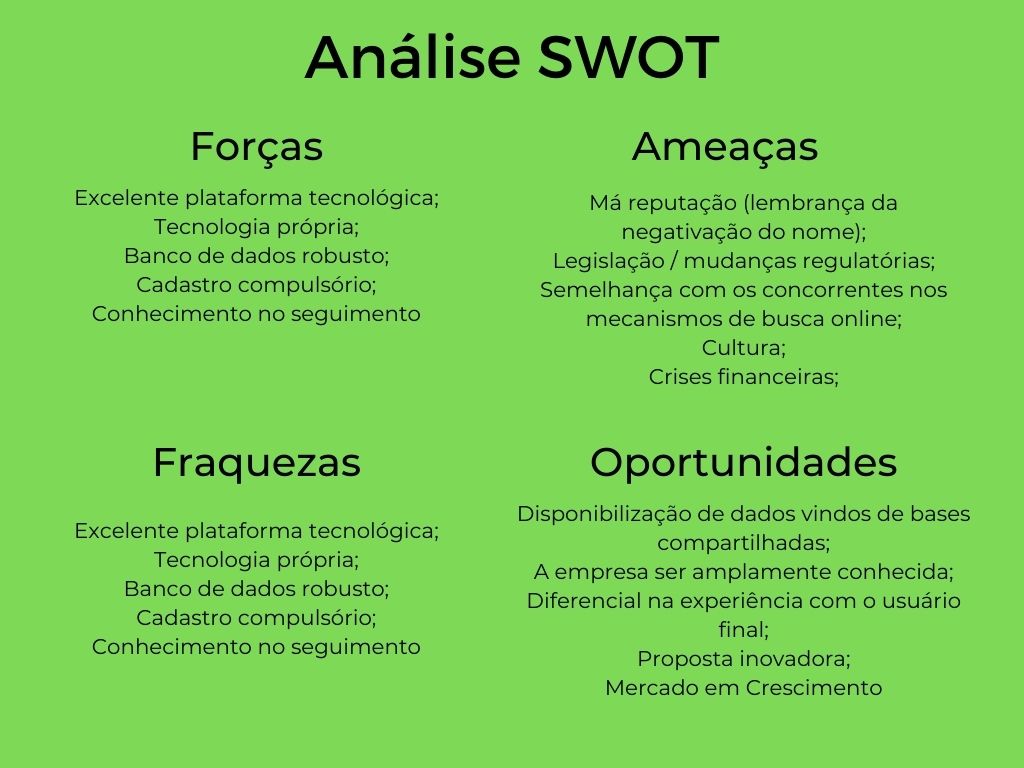 Análise SWOT
Forças
Excelente plataforma tecnológica;
Tecnologia própria;
Banco de dados robusto;
Cadastro compulsório;
Conhecimento no seguimento
Ameaças
Má reputação (lembrança da
negativação do nome);
Legislação / mudanças regulatórias;
Semelhança com os concorrentes nos
mecanismos de busca online;
Cultura;
Crises financeiras;
Fraquezas
Excelente plataforma tecnológica;
Tecnologia própria;
Banco de dados robusto;
Cadastro compulsório;
Conhecimento no seguimento
Oportunidades
Disponibilização de dados vindos de bases
compartilhadas;
A empresa ser amplamente conhecida;
Diferencial na experiência com o usuário
final;
Proposta inovadora;
Mercado em Crescimento